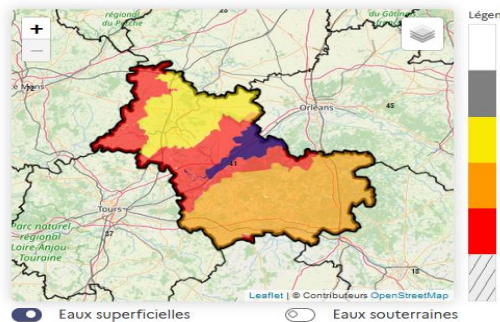 régional
du Perche
du Gâtinais
Légen
+
−
e Mans
Orléans
45
41
Tours
37
Parc naturel
régional
Loire-Anjou-
Touraine
18
Leaflet | © Contributeurs OpenStreetMap
Eaux superficielles
Eaux souterraines